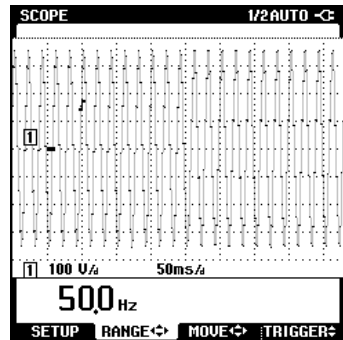 SCOPE 1/2AUTO
1
1 100 V/d 50ms/d
50.0 Hz
SETUP RANGE MOVE TRIGGER